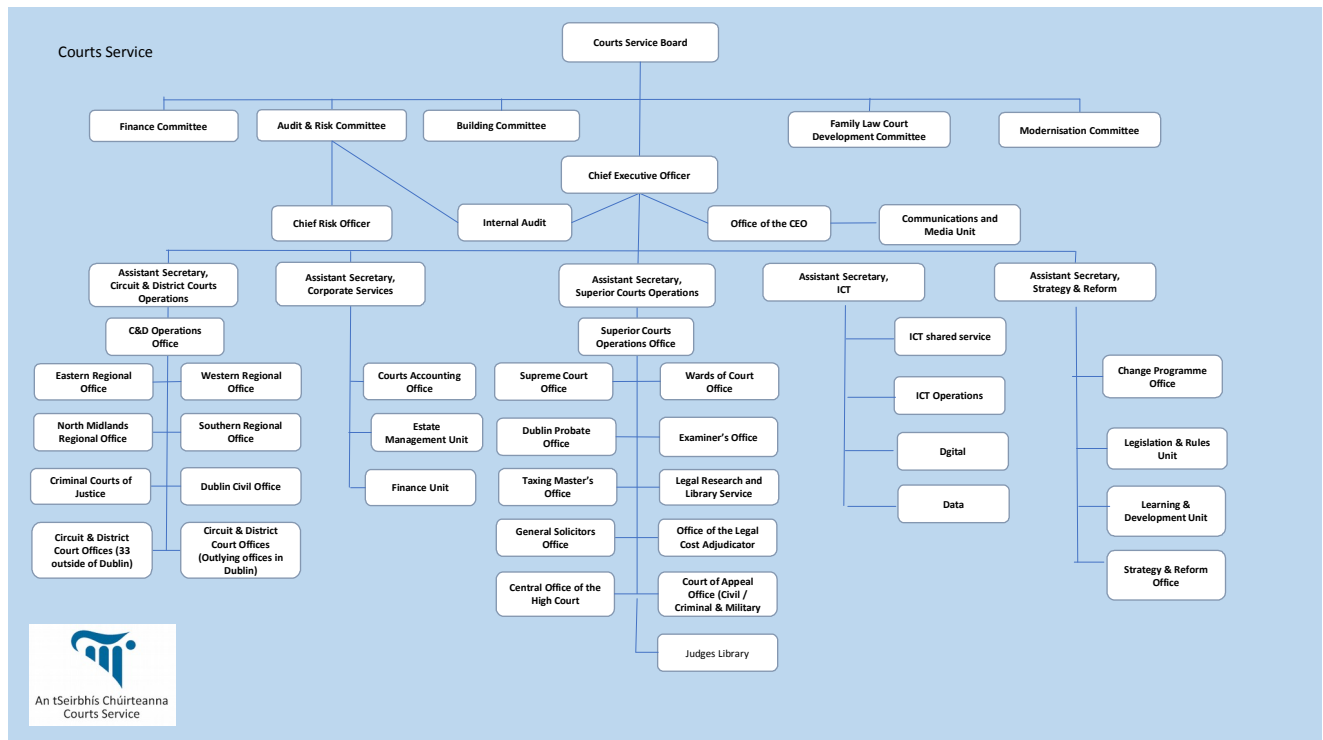 Courts Service
Courts Service Board
Finance Committee
Audit & Risk Committee
Building Committee
Family Law Court
Development Committee
Modernisation Committee
Chief Executive Officer
Chief Risk Officer
Internal Audit
Office of the CEO
Communications and
Media Unit
Assistant Secretary,
Circuit & District Courts
Operations
Assistant Secretary,
Corporate Services
Assistant Secretary,
Superior Courts Operations
Assistant Secretary,
ICT
Assistant Secretary,
Strategy & Reform
C&D Operations
Office
Eastern Regional
Office
Western Regional
Office
North Midlands
Regional Office
Southern Regional
Office
Criminal Courts of
Justice
Dublin Civil Office
Circuit & District
Court Offices (33
outside of Dublin)
Circuit & District
Court Offices
(Outlying offices in
Dublin)
Courts Accounting
Office
Estate
Management Unit
Finance Unit
Superior Courts
Operations Office
Supreme Court
Office
Wards of Court
Office
Dublin Probate
Office
Examiner's Office
Taxing Master's
Office
Legal Research and
Library Service
General Solicitors
Office
Office of the Legal
Cost Adjudicator
Central Office of the
High Court
Court of Appeal
Office (Civil /
Criminal & Military
Judges Library
ICT shared service
ICT Operations
Dgital
Data
Change Programme
Office
Legislation & Rules
Unit
Learning &
Development Unit
Strategy & Reform
Office
An tSeirbhís Chúirteanna
Courts Service